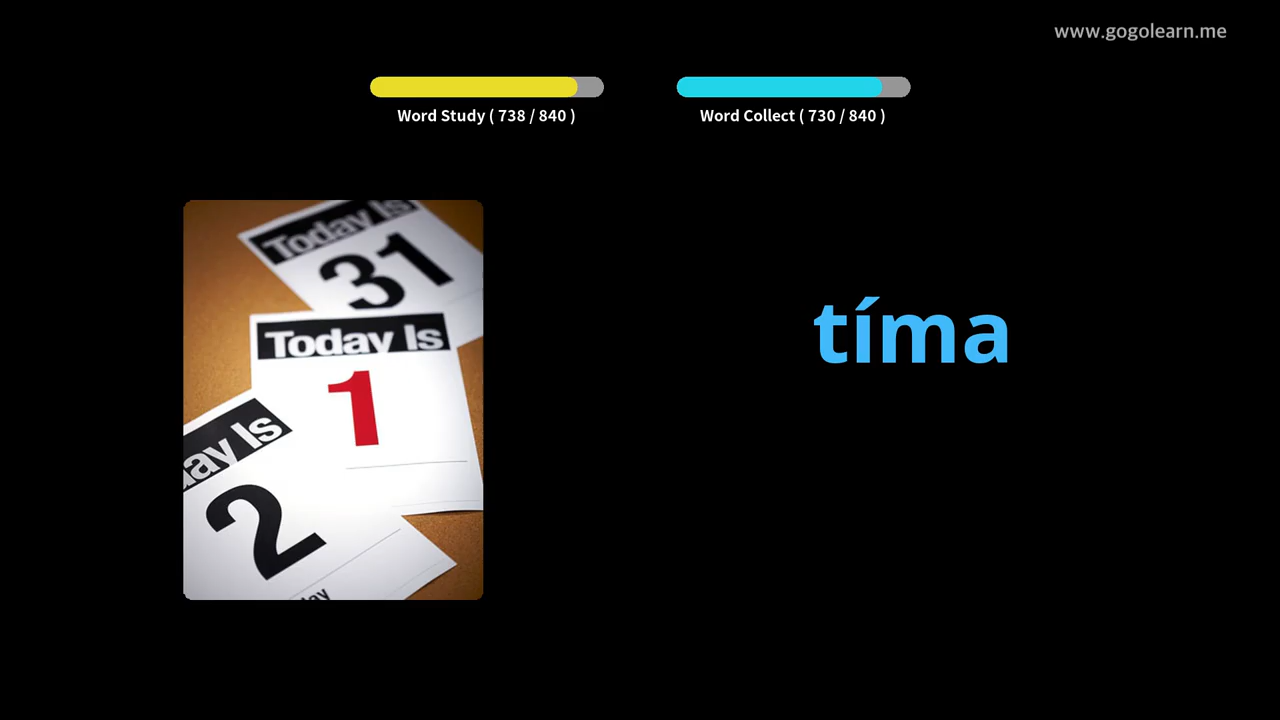 www.gogolearn.me
Word Study ( 738 / 840 )
Word Collect ( 730 / 840 )
Today Is
31
Today Is
1
ay Is
2
ay
tíma